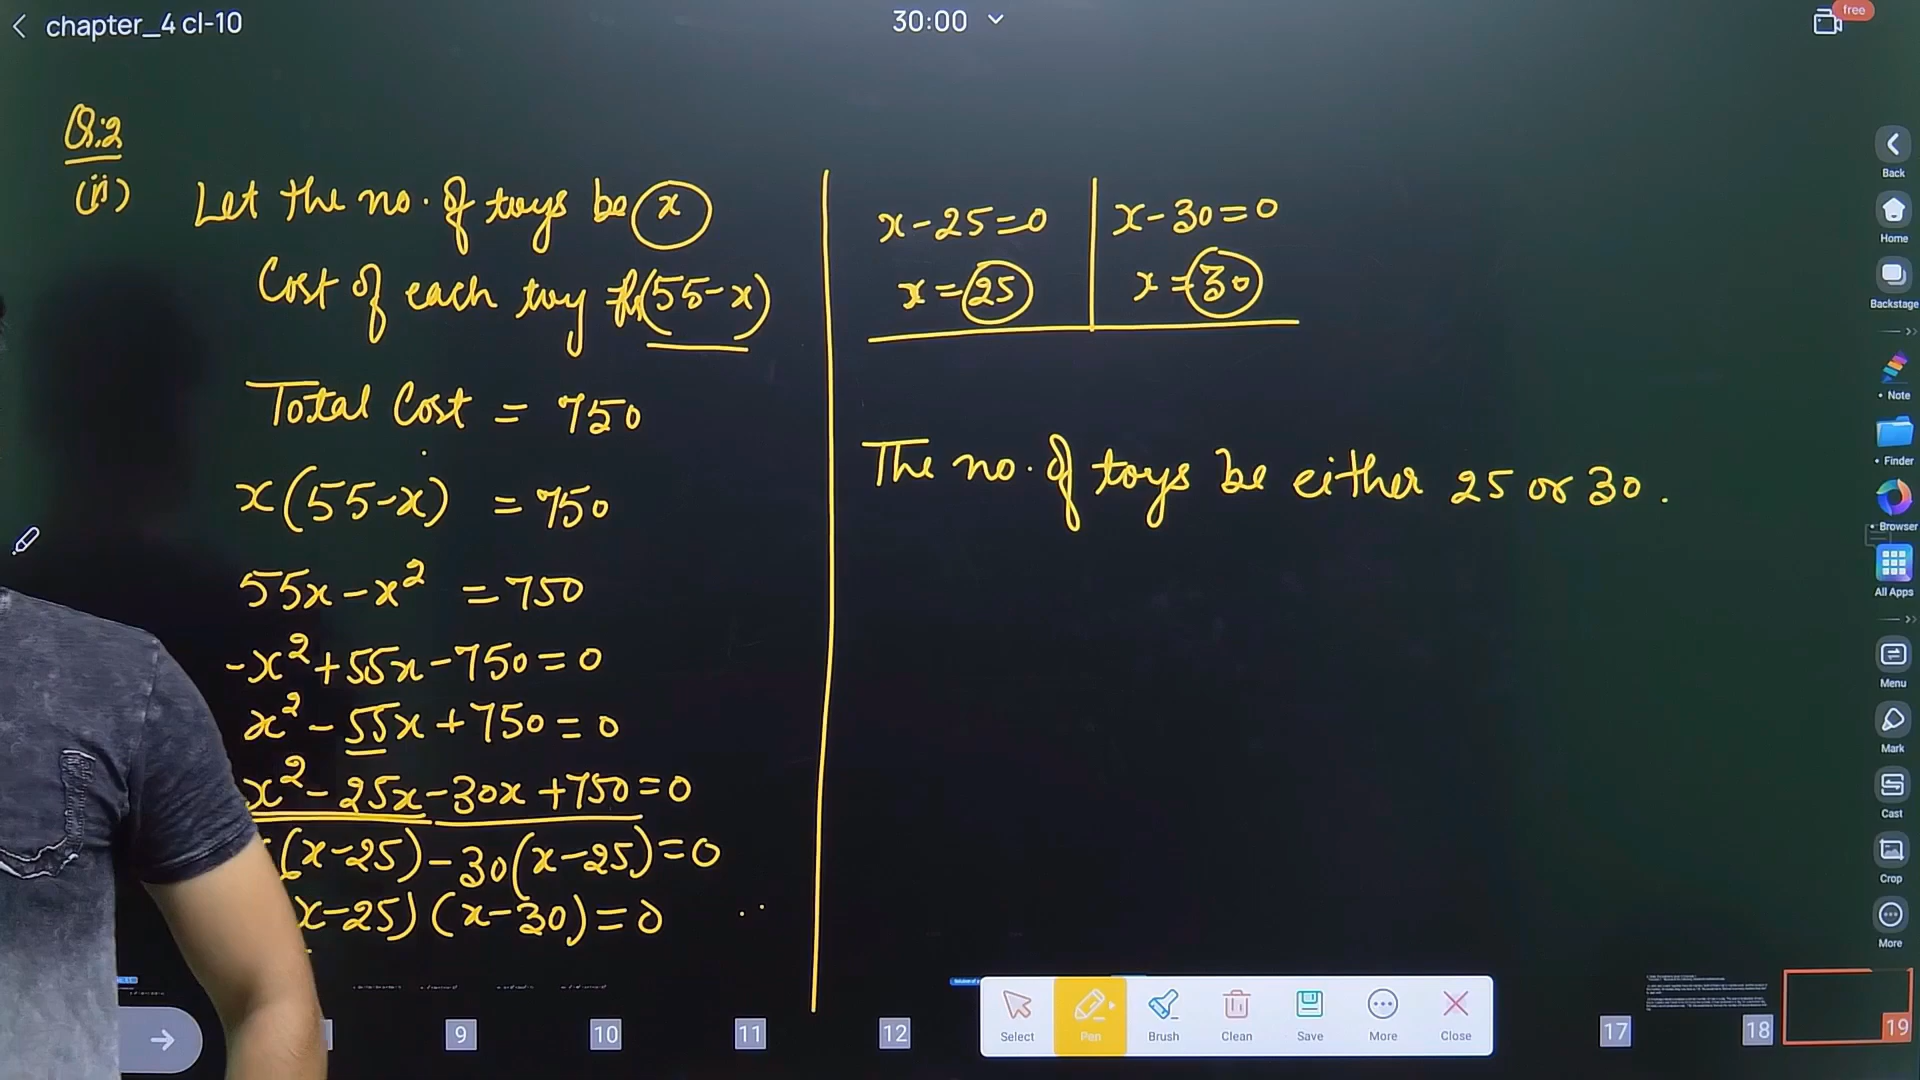 chapter_4 cl-10
30:00
free
Q.2
(ii) Let the no. of toys be x
Cost of each toy (55-x)
Total Cost = 750
x(55-x) = 750
55x-x² = 750
-x²+55x-750=0
x²-55x+750=0
x²-25x-30x+750=0
(x-25)-30(x-25)=0
x-25)(x-30)=0
x-25=0
x=25
x-30=0
x=30
The no. of toys be either 25 or 30.
Back
Home
Backstage
Note
Finder
Browser
All Apps
Menu
Mark
Cast
Crop
More
Select
Pen
Brush
Clean
Save
More
Close
9
10
11
12
17
18
19